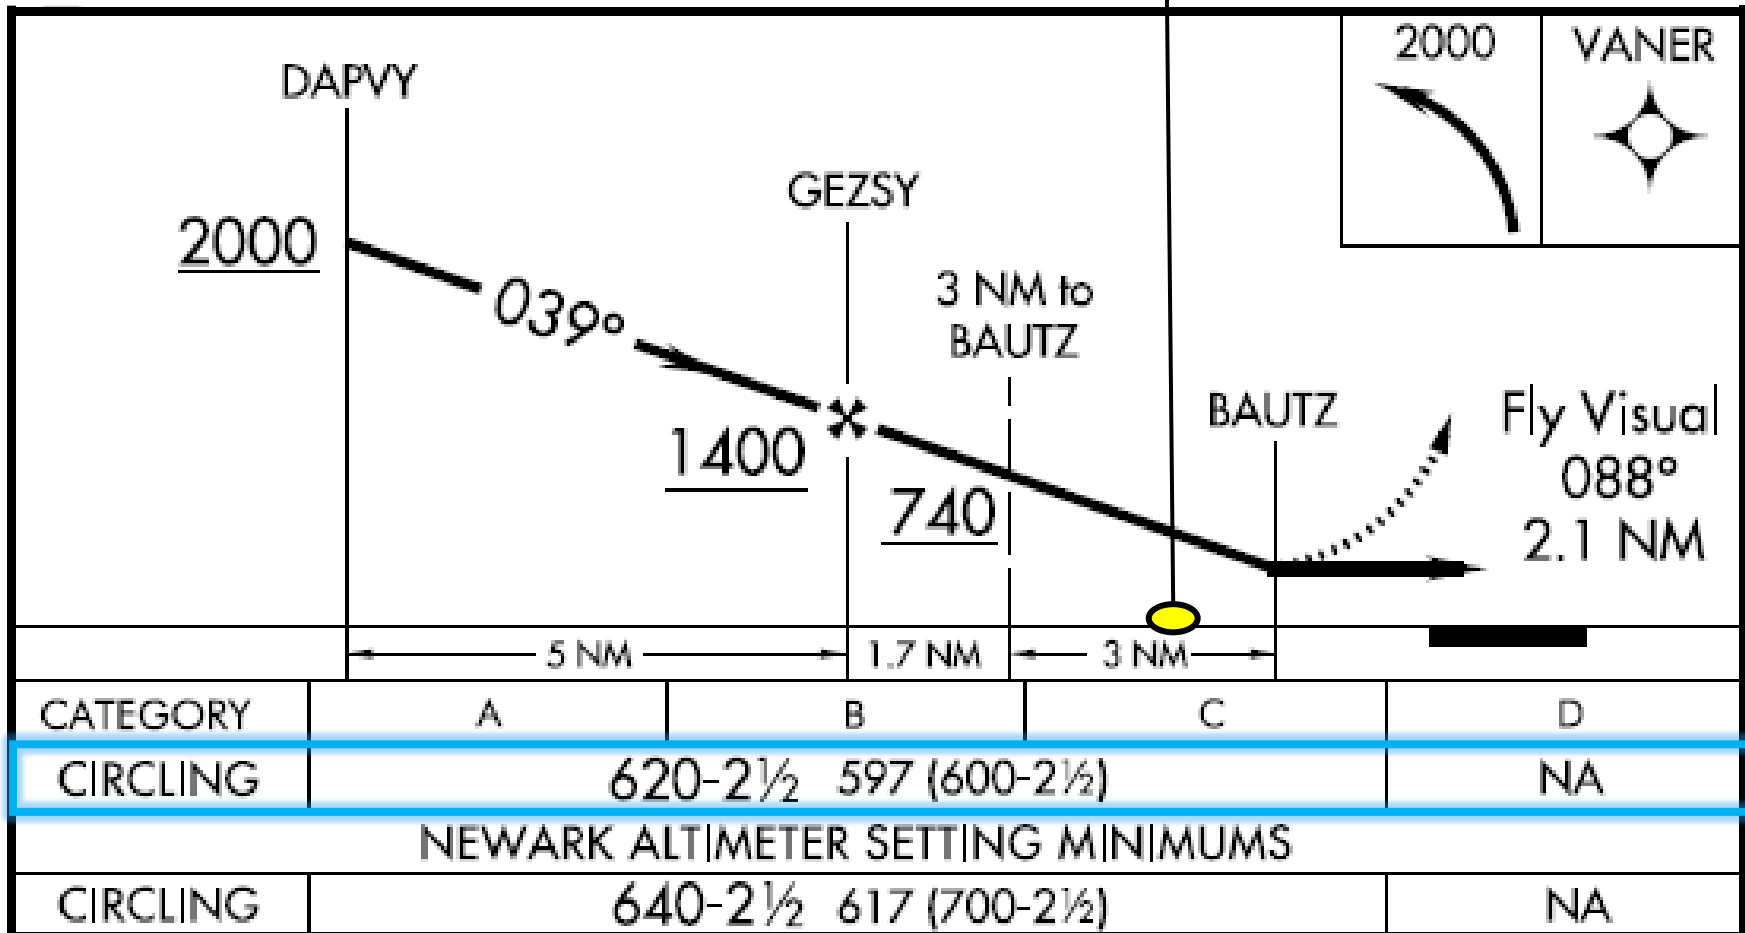 2000 VANER
DAPVY
GEZSY
2000
039°
3 NM to
BAUTZ
BAUTZ
Fly Visual
088°
2.1 NM
1400
740
5 NM 1.7 NM 3 NM
CATEGORY A B C D
CIRCLING 620-2½ 597 (600-2½) NA
NEWARK ALTIMETER SETTING MINIMUMS
CIRCLING 640-2½ 617 (700-2½) NA